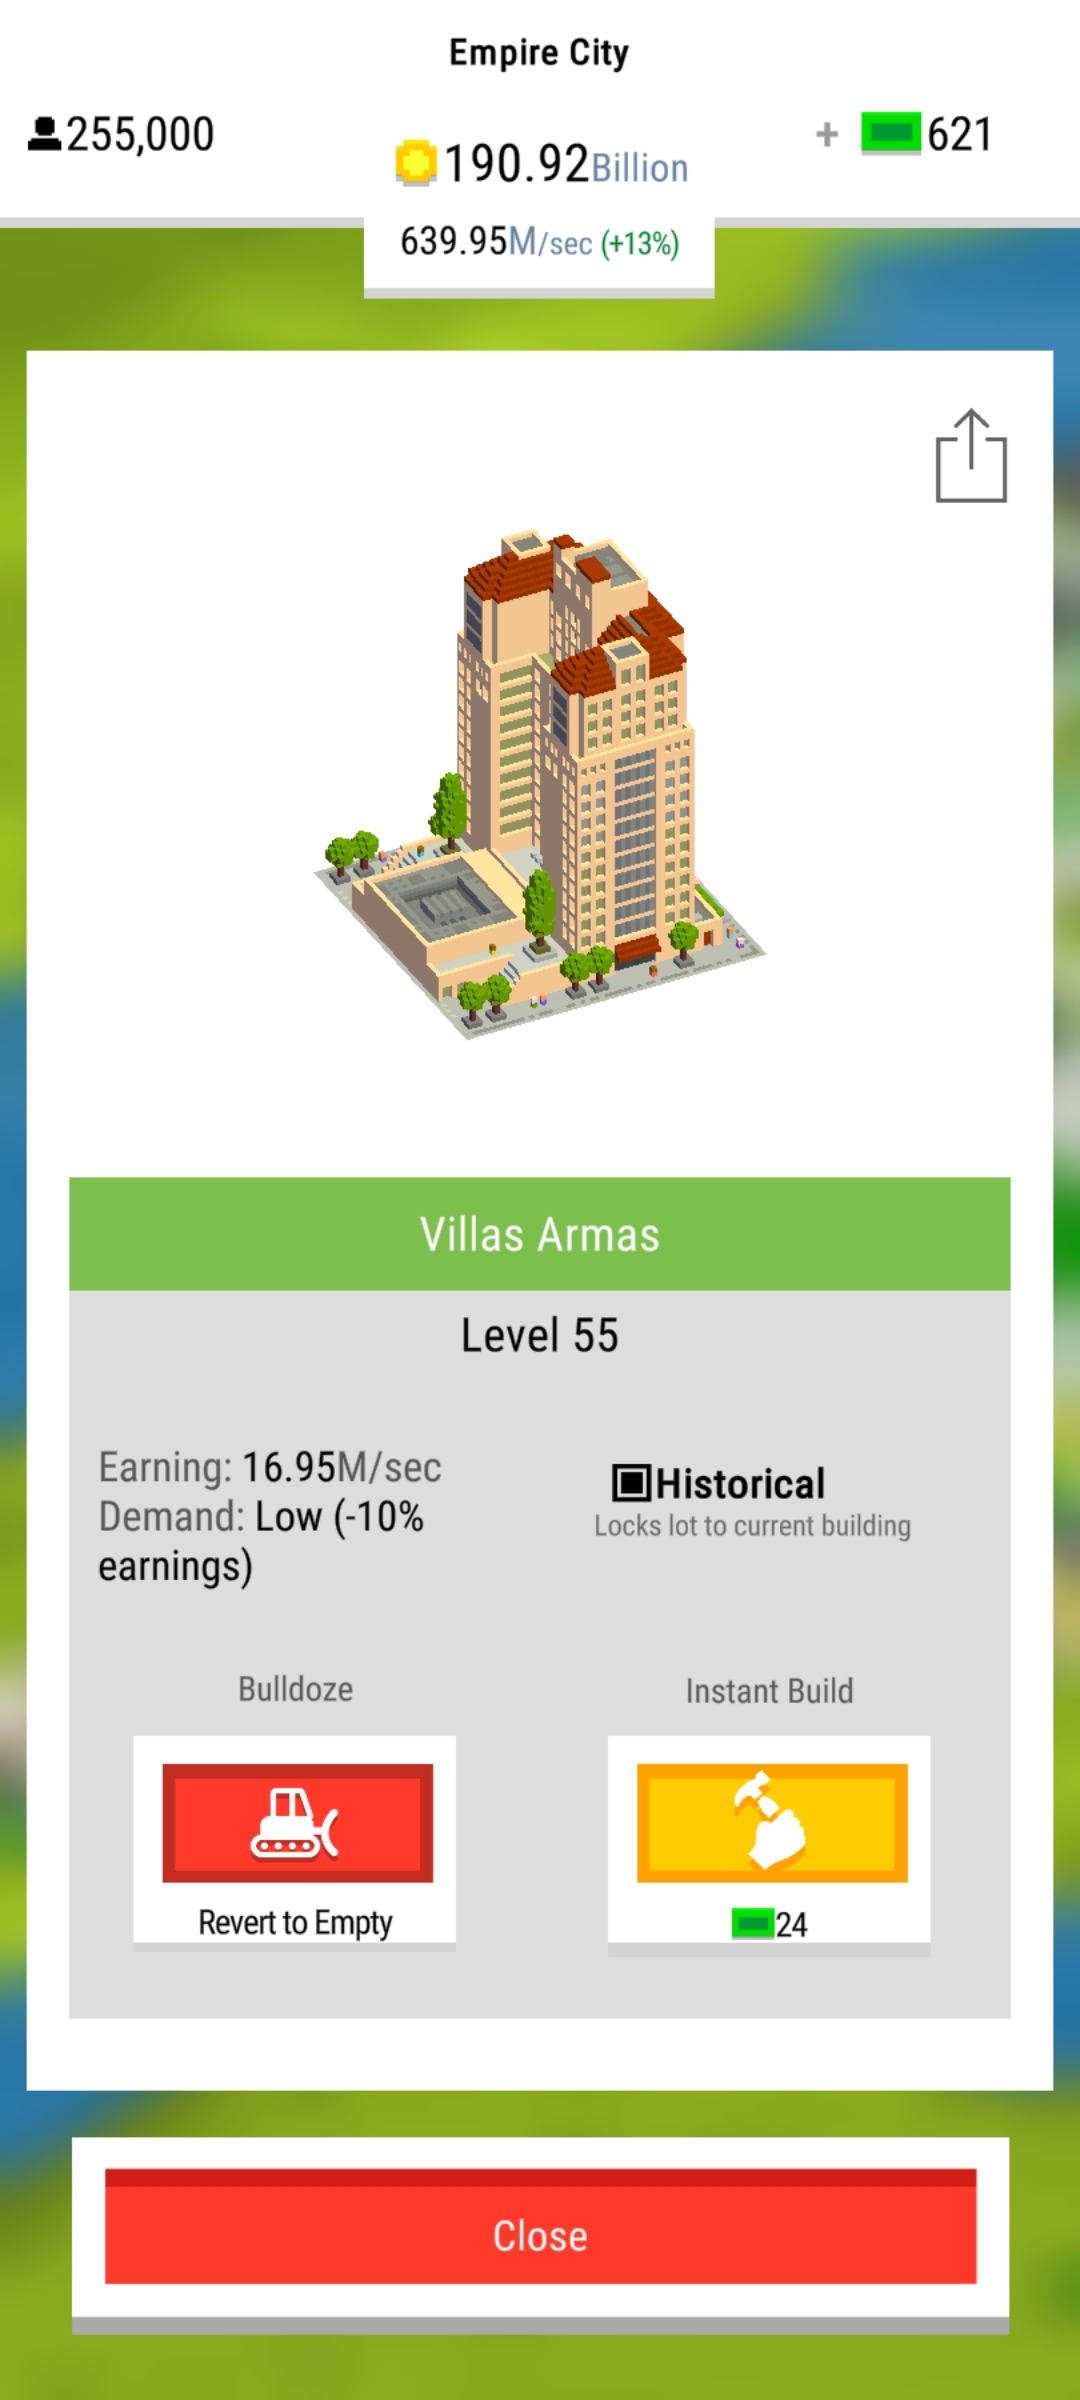 Empire City
255,000
190.92Billion
+ 621
639.95M/sec (+13%)
Villas Armas
Level 55
Earning: 16.95M/sec
Demand: Low (-10%
earnings)
Historical
Locks lot to current building
Bulldoze
Instant Build
Revert to Empty
24
Close